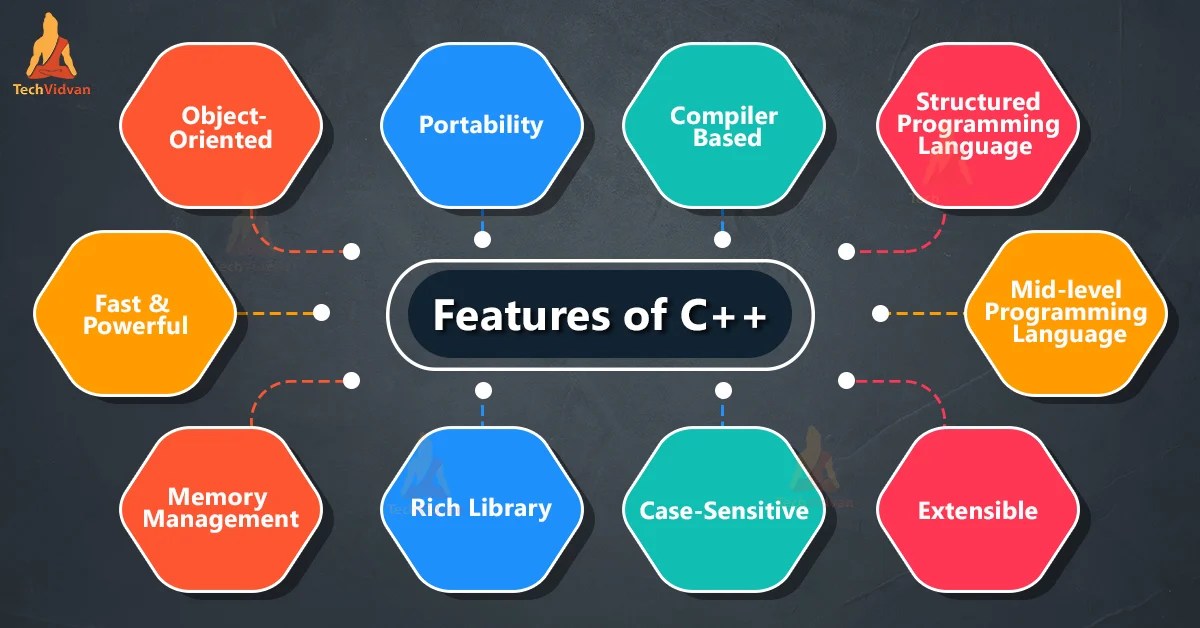 TechVidvan
Object-
Oriented
Portability
Compiler
Based
Structured
Programming
Language
Fast &
Powerful
Features of C++
Mid-level
Programming
Language
Memory
Management
Rich Library
Case-Sensitive
Extensible